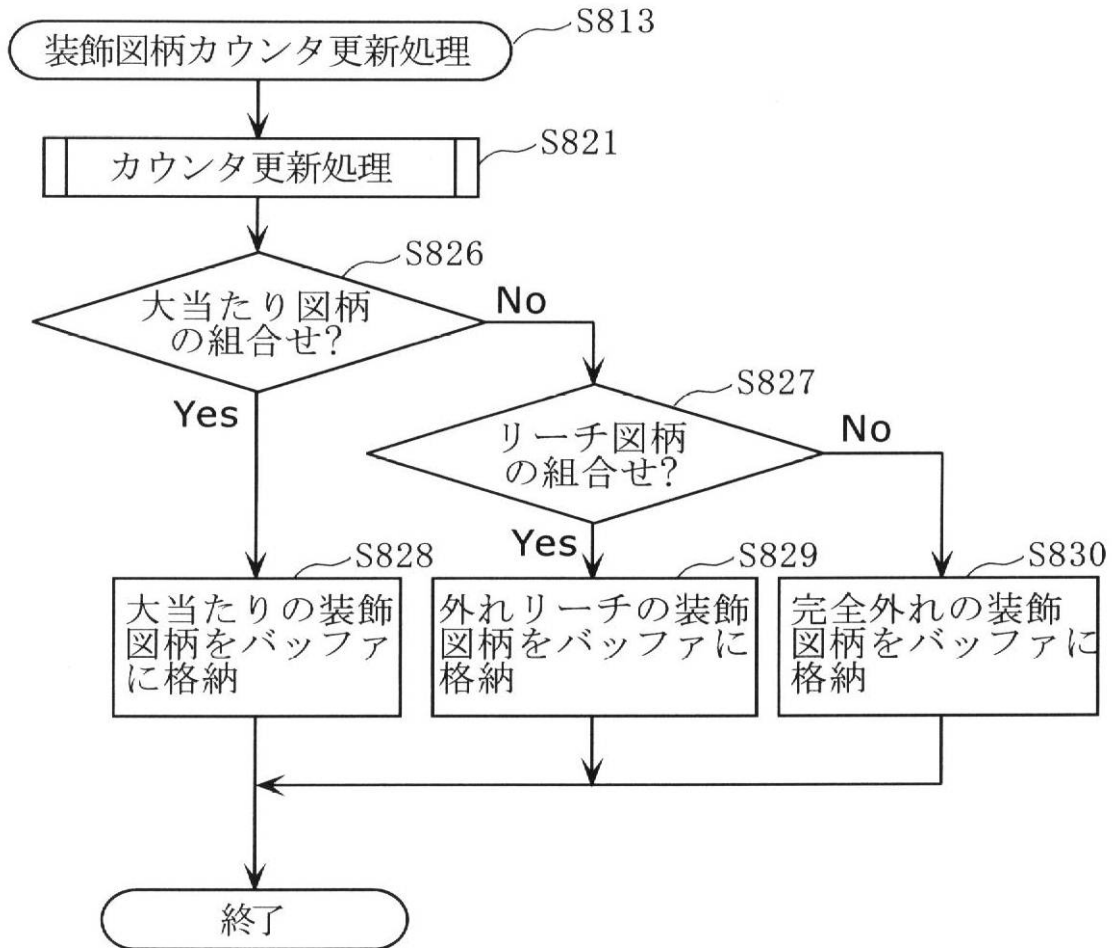 S813
装飾図柄カウンタ更新処理
S821
カウンタ更新処理
S826
大当たり図柄
の組合せ?
No
Yes
S827
リーチ図柄
の組合せ?
No
Yes
S828
大当たりの装飾
図柄をバッファ
に格納
S829
外れリーチの装飾
図柄をバッファに
格納
S830
完全外れの装飾
図柄をバッファに
格納
終了